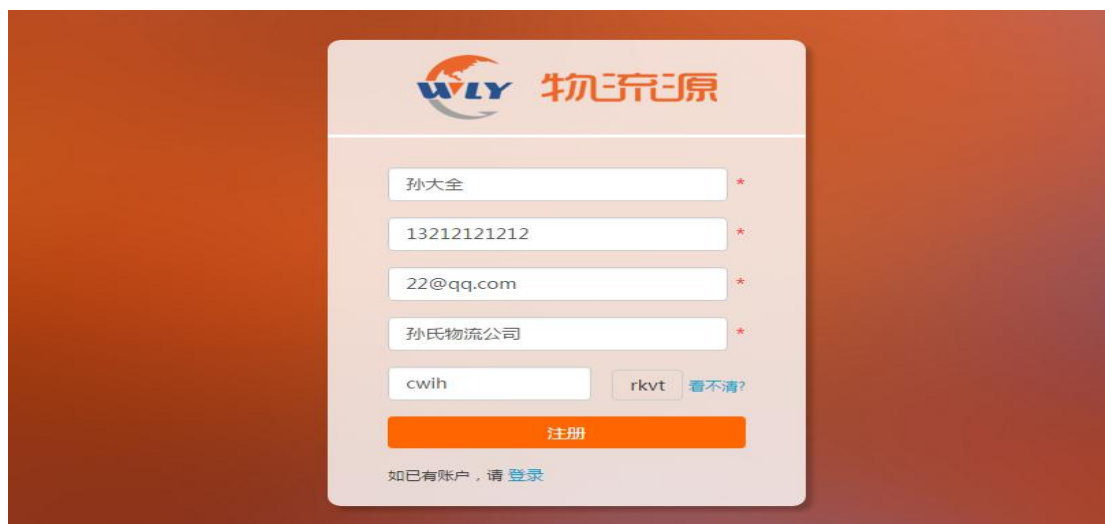 WLY 物流源
孙大全 *
13212121212 *
22@qq.com *
孙氏物流公司 *
cwih rkvt 看不清?
注册
如已有账户，请 登录